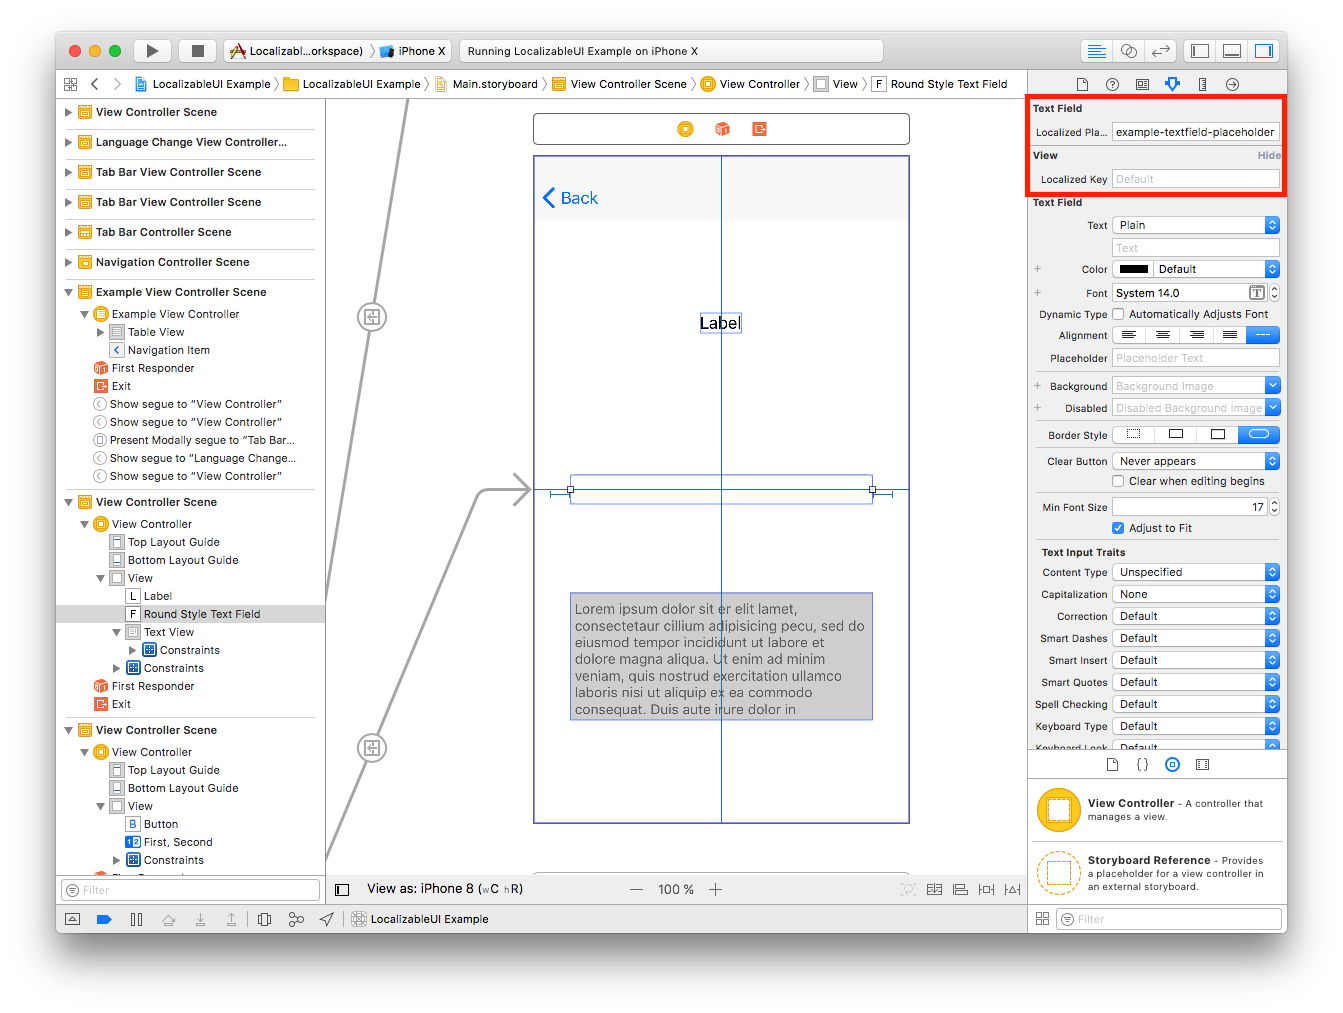 Localizabl...orkspace) 〉 iPhone X
Running LocalizableUI Example on iPhone X
LocalizableUI Example 〉 LocalizableUI Example 〉 Main.storyboard 〉 View Controller Scene 〉 View Controller 〉 View 〉 F Round Style Text Field
View Controller Scene
Language Change View Controller...
Tab Bar View Controller Scene
Tab Bar View Controller Scene
Tab Bar Controller Scene
Navigation Controller Scene
Example View Controller Scene
Example View Controller
Table View
Navigation Item
First Responder
Exit
Show segue to "View Controller"
Show segue to "View Controller"
Present Modally segue to "Tab Bar...
Show segue to "Language Change...
Show segue to "View Controller"
View Controller Scene
View Controller
Top Layout Guide
Bottom Layout Guide
View
L Label
F Round Style Text Field
Text View
Constraints
Constraints
First Responder
Exit
View Controller Scene
View Controller
Top Layout Guide
Bottom Layout Guide
View
B Button
1 2 First, Second
Constraints
Filter
Back
Label
Lorem ipsum dolor sit er elit lamet,
consectetaur cillium adipisicing pecu, sed do
eiusmod tempor incididunt ut labore et
dolore magna aliqua. Ut enim ad minim
veniam, quis nostrud exercitation ullamco
laboris nisi ut aliquip ex ea commodo
consequat. Duis aute irure dolor in
View as: iPhone 8 (wC hR)
— 100 % +
LocalizableUI Example
Text Field
Localized Pla... example-textfield-placeholder
View Hide
Localized Key Default
Text Field
Text Plain
Text
+ Color Default
+ Font System 14.0 T
Dynamic Type Automatically Adjusts Font
Alignment
Placeholder Placeholder Text
+ Background Background Image
+ Disabled Disabled Background Image
Border Style
Clear Button Never appears
Clear when editing begins
Min Font Size 17
Adjust to Fit
Text Input Traits
Content Type Unspecified
Capitalization None
Correction Default
Smart Dashes Default
Smart Insert Default
Smart Quotes Default
Spell Checking Default
Keyboard Type Default
Keyboard Look Default
View Controller - A controller that
manages a view.
Storyboard Reference - Provides
a placeholder for a view controller in
an external storyboard.
Filter